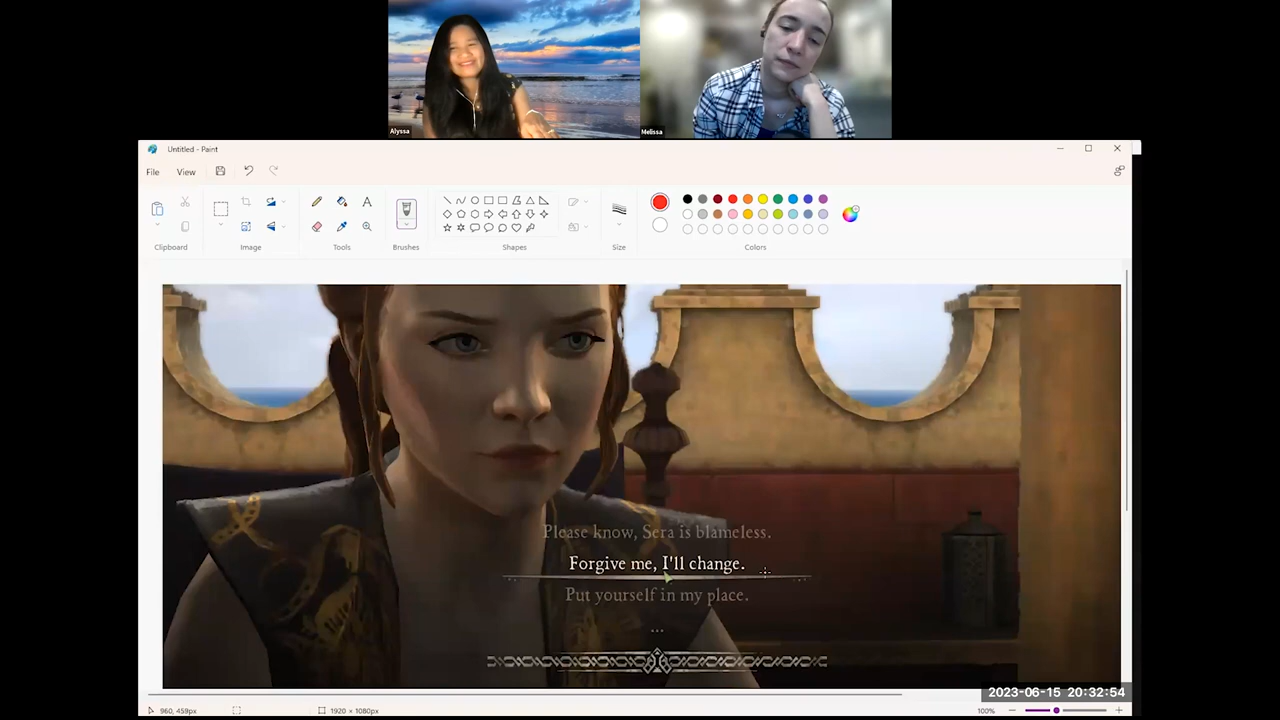 Alyssa
Melissa
Untitled - Paint
File
View
Clipboard
Image
Tools
Brushes
Shapes
Size
Colors
A
Please know, Sera is blameless.
Forgive me, I'll change.
Put yourself in my place.
...
2023-06-15 20:32:54
960, 459px
1920 × 1080px
100%